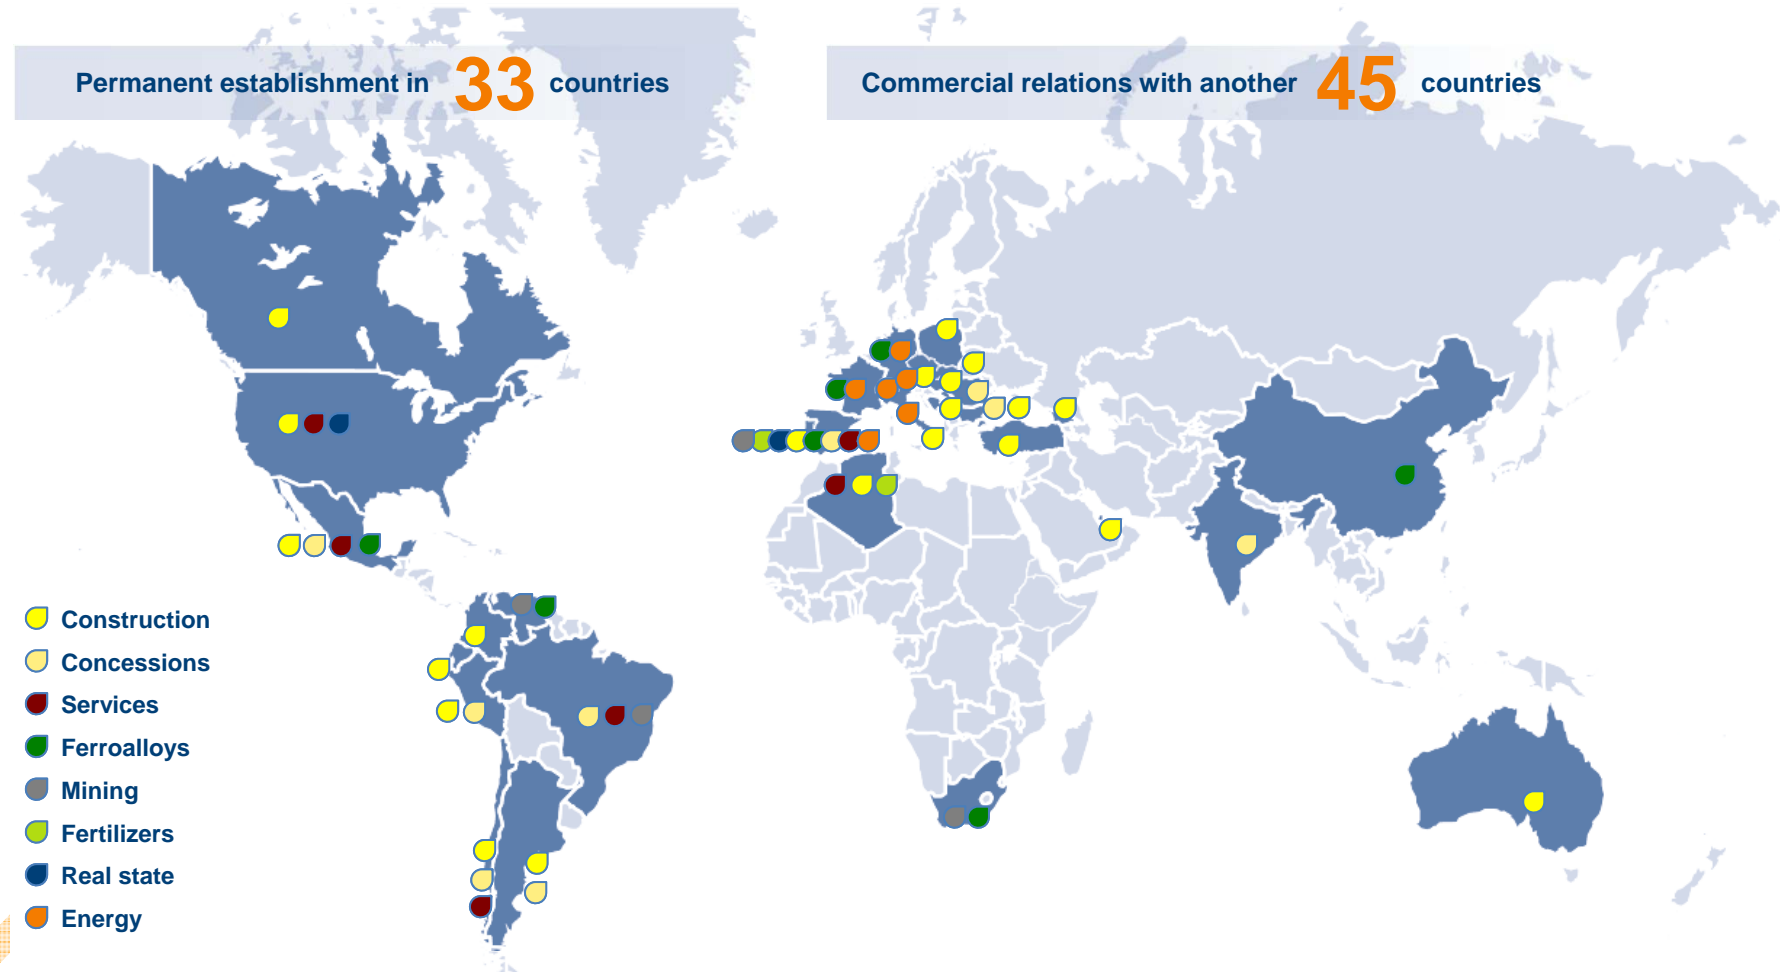 Permanent establishment in 33 countries
Commercial relations with another 45 countries
Construction
Concessions
Services
Ferroalloys
Mining
Fertilizers
Real state
Energy